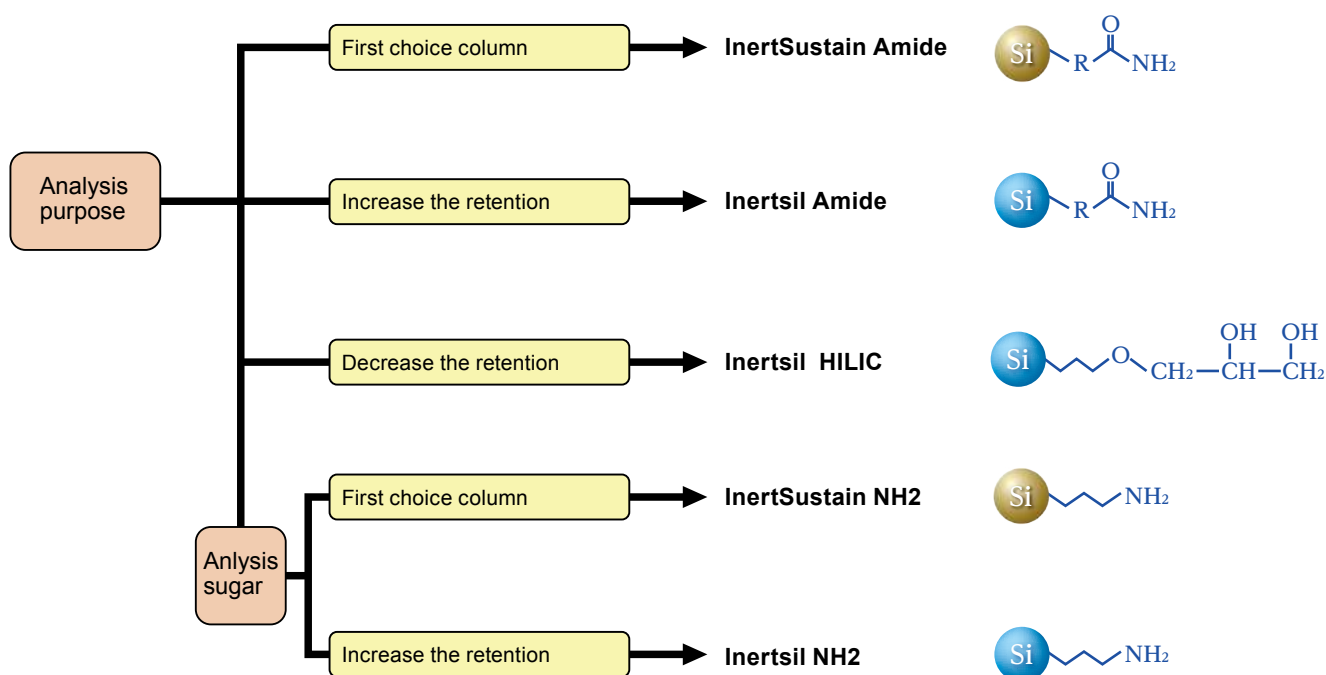 First choice column
InertSustain Amide
Si
R
O
NH₂
Analysis
purpose
Increase the retention
Inertsil Amide
Si
R
O
NH₂
Decrease the retention
Inertsil HILIC
Si
O
CH₂
OH
CH
OH
CH₂
First choice column
InertSustain NH2
Si
NH₂
Anlysis
sugar
Increase the retention
Inertsil NH2
Si
NH₂